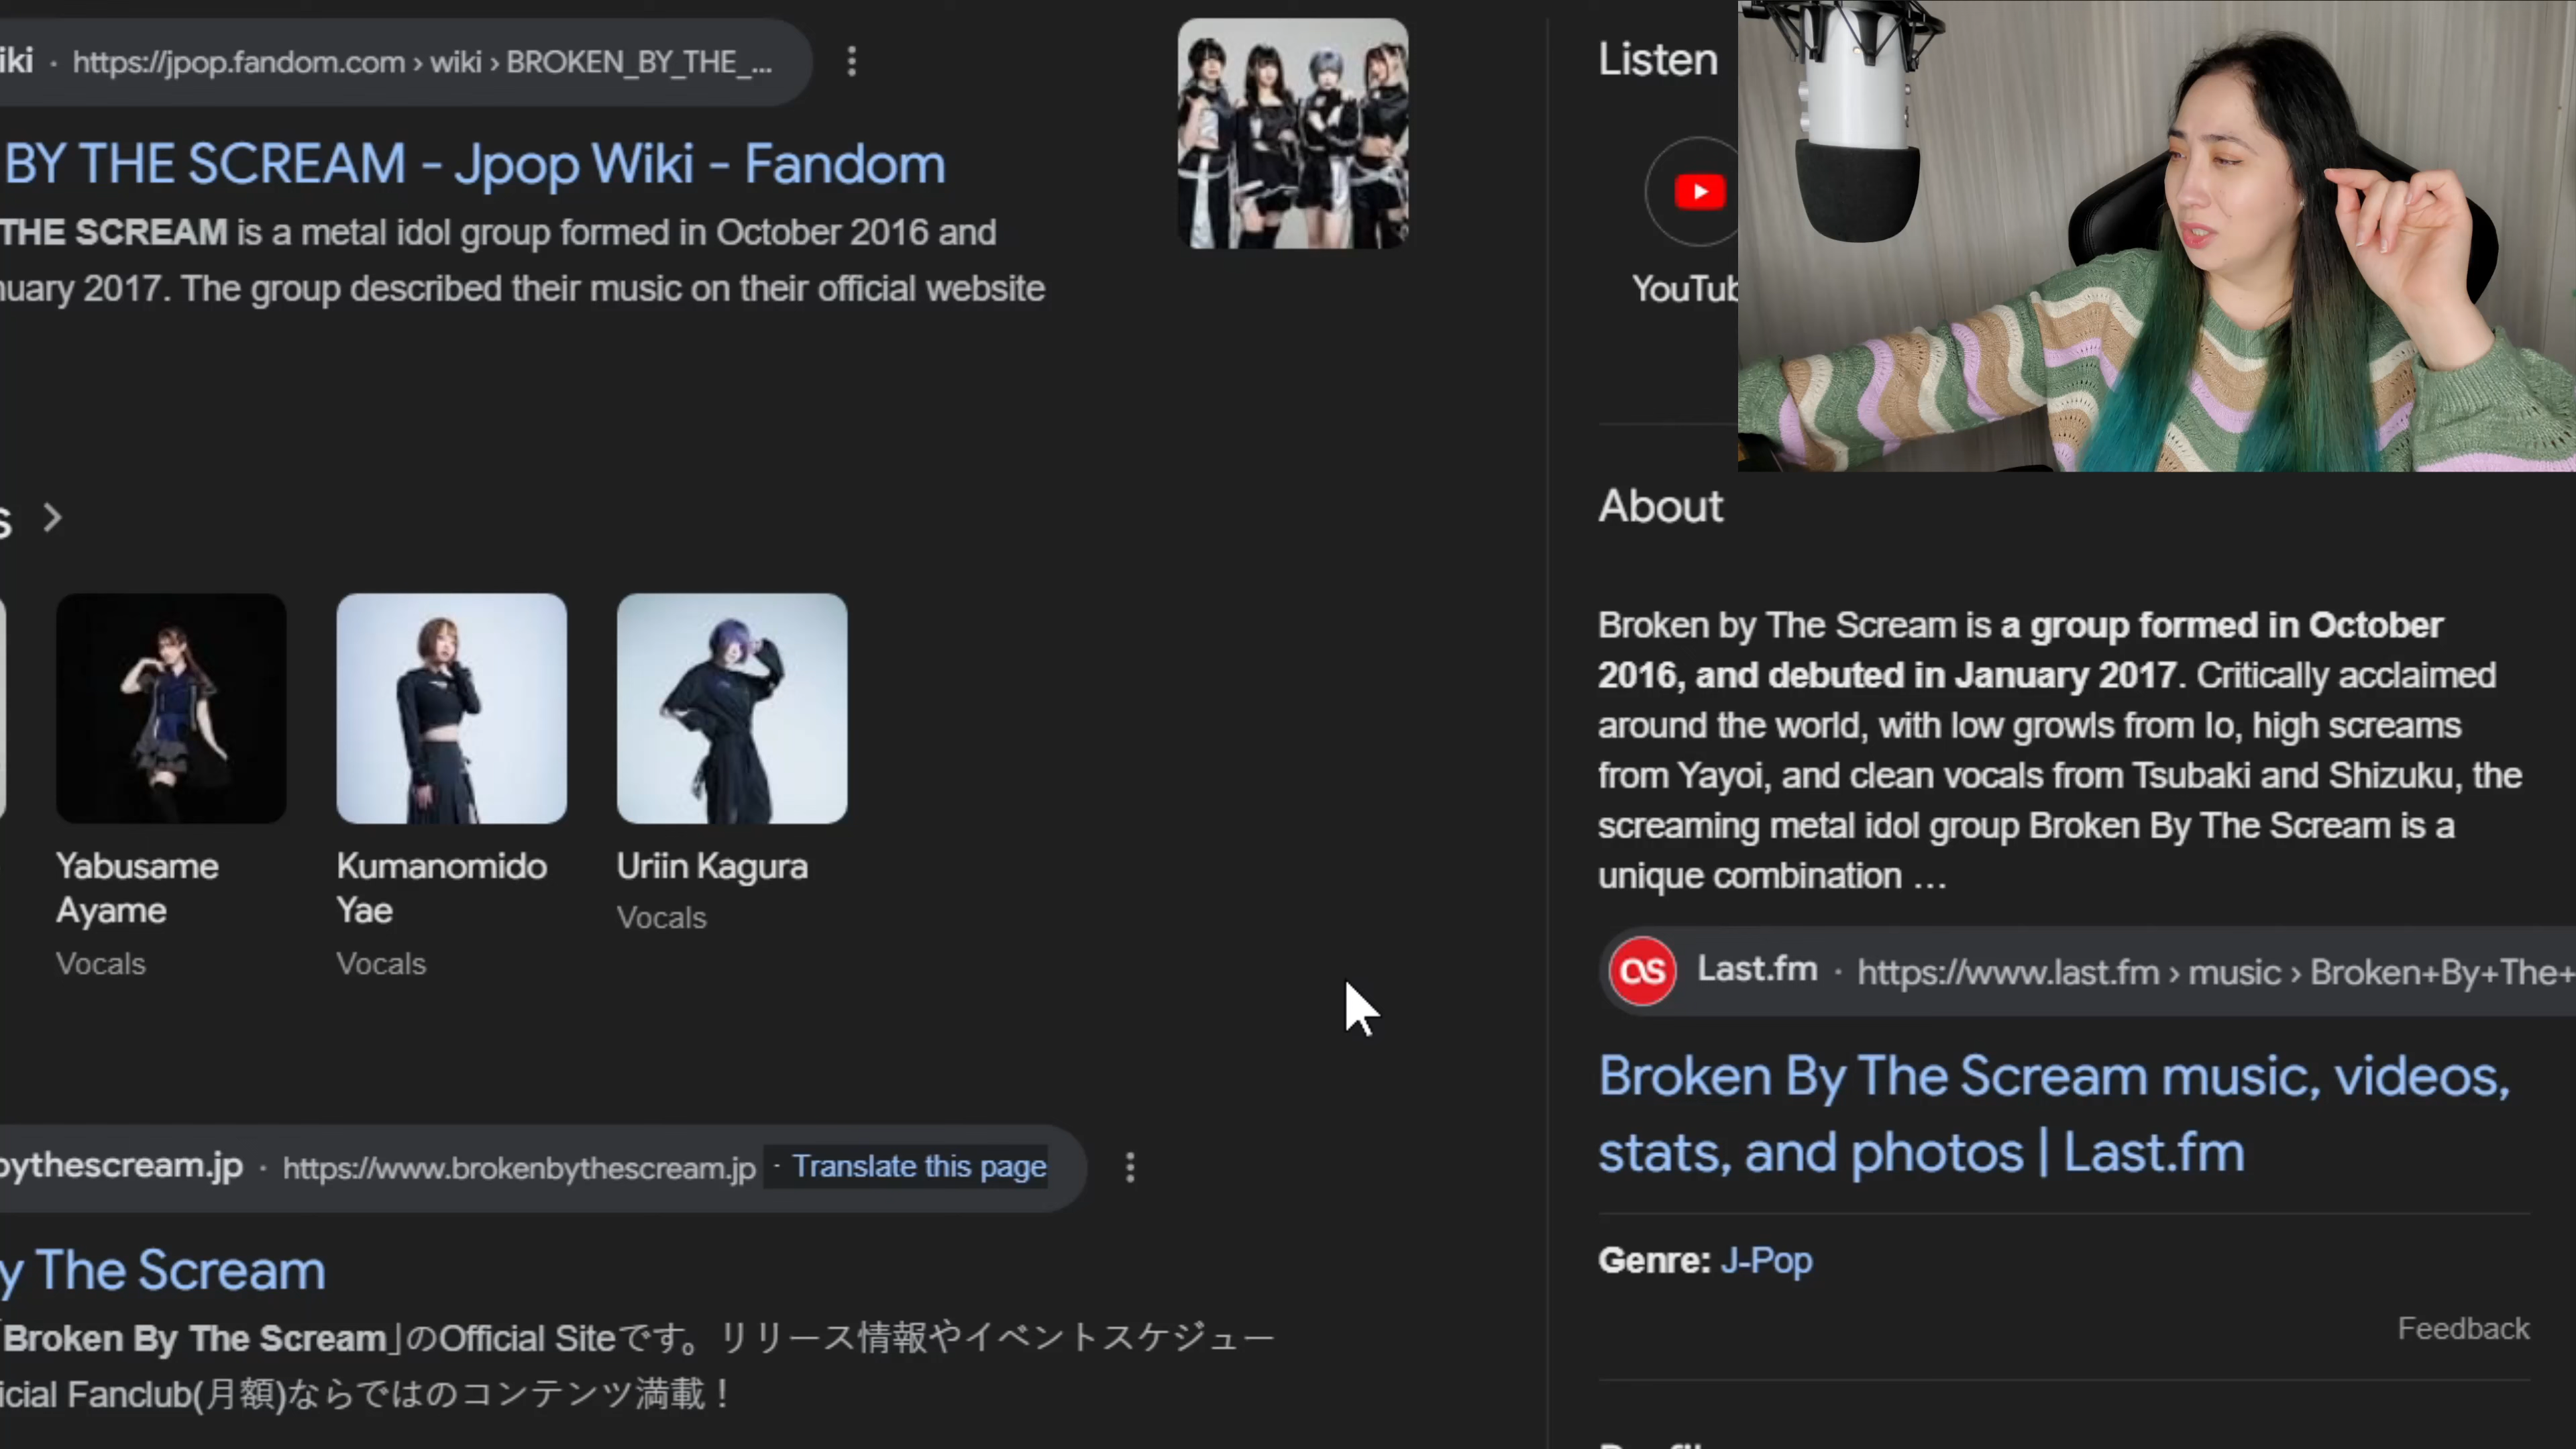 iki · https://jpop.fandom.com › wiki › BROKEN_BY_THE_...
BY THE SCREAM - Jpop Wiki - Fandom
THE SCREAM is a metal idol group formed in October 2016 and
nuary 2017. The group described their music on their official website
s
Yabusame
Ayame
Vocals
Kumanomido
Yae
Vocals
Uriin Kagura
Vocals
bythescream.jp · https://www.brokenbythescream.jp · Translate this page
y The Scream
「Broken By The Scream」のOfficial Siteです。リリース情報やイベントスケジュー
icial Fanclub(月額)ならではのコンテンツ満載！
Listen
YouTub
About
Broken by The Scream is a group formed in October
2016, and debuted in January 2017. Critically acclaimed
around the world, with low growls from Io, high screams
from Yayoi, and clean vocals from Tsubaki and Shizuku, the
screaming metal idol group Broken By The Scream is a
unique combination …
Last.fm · https://www.last.fm › music › Broken+By+The+
Broken By The Scream music, videos,
stats, and photos | Last.fm
Genre: J-Pop
Feedback